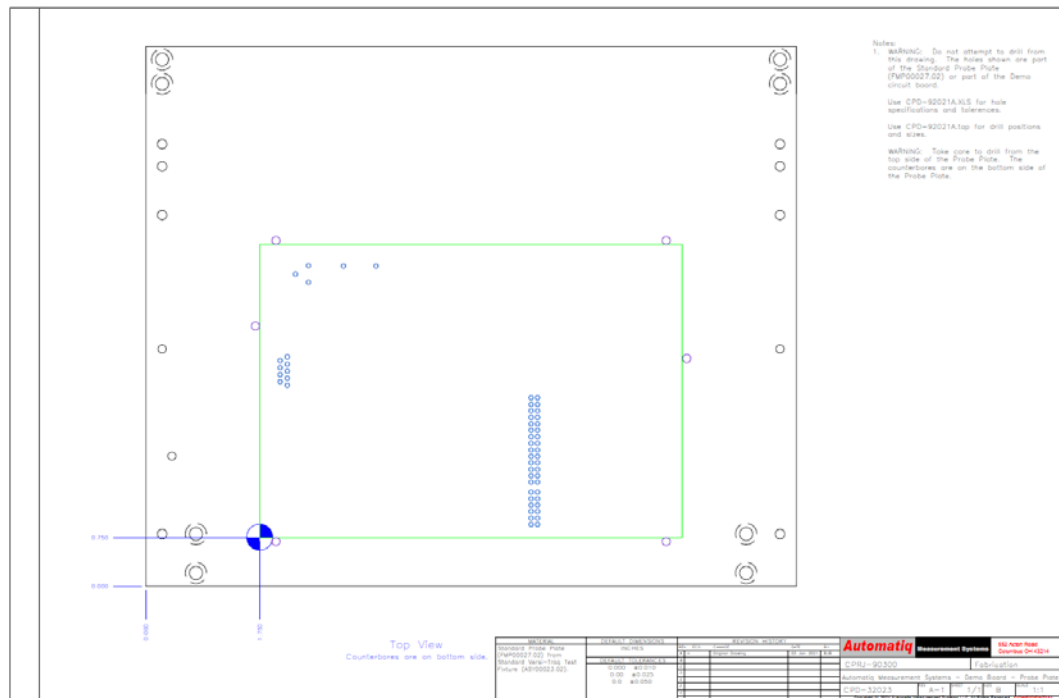 Notes:
1. WARNING: Do not attempt to drill from
this drawing. The holes shown are part
of the Standard Probe Plate
(FMP00027.02) or part of the Demo
circuit board.
Use CPD-92021A.XLS for hole
specifications and tolerances.
Use CPD-92021A.tap for drill positions
and sizes.
WARNING: Take care to drill from the
top side of the Probe Plate. The
counterbores are on the bottom side of
the Probe Plate.
0.750
0.000
0.000
1.750
Top View
Counterbores are on bottom side.
MATERIAL
Standard Probe Plate
(FMP00027.02) from
Standard Versi-Traq Test
Fixture (ASY00023.02).
DEFAULT DIMENSIONS
INCHES
DEFAULT TOLERANCES
0.000 ±0.010
0.00 ±0.025
0.0 ±0.050
REVISION HISTORY
Original Drawing
Automatiq Measurement Systems
Columbus OH 43214
CPRJ-90300 Fabrication
Automatiq Measurement Systems - Demo Board - Probe Plate
CPD-32023 A-1 1/1 B 1:1